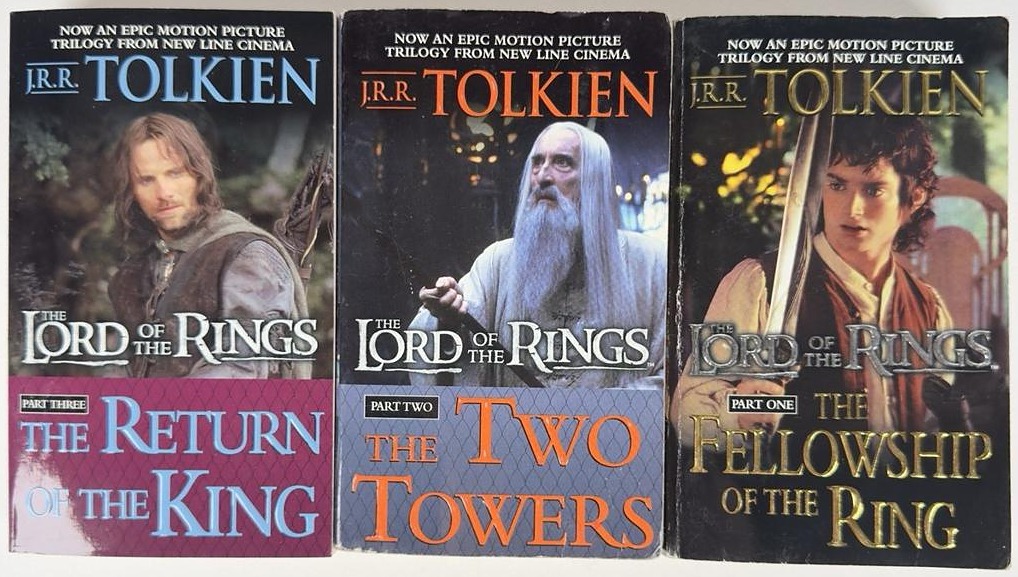 NOW AN EPIC MOTION PICTURE
TRILOGY FROM NEW LINE CINEMA
J.R.R. TOLKIEN
THE LORD OF THE RINGS
PART THREE
THE RETURN
OF THE KING
NOW AN EPIC MOTION PICTURE
TRILOGY FROM NEW LINE CINEMA
J.R.R. TOLKIEN
THE LORD OF THE RINGS™
PART TWO
THE TWO
TOWERS
NOW AN EPIC MOTION PICTURE
TRILOGY FROM NEW LINE CINEMA
J.R.R. TOLKIEN
THE LORD OF THE RINGS™
PART ONE THE
FELLOWSHIP
OF THE RING